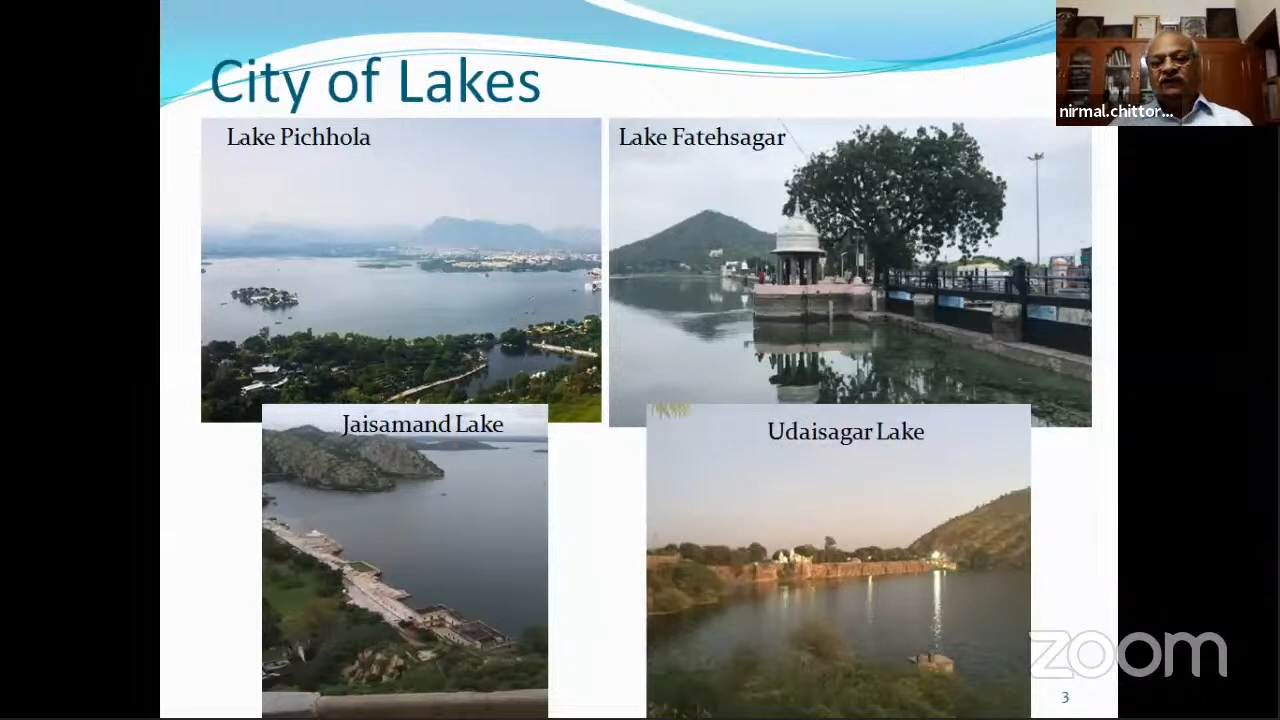 City of Lakes
nirmal.chittor...
Lake Pichhola
Lake Fatehsagar
Jaisamand Lake
Udaisagar Lake
zoom
3